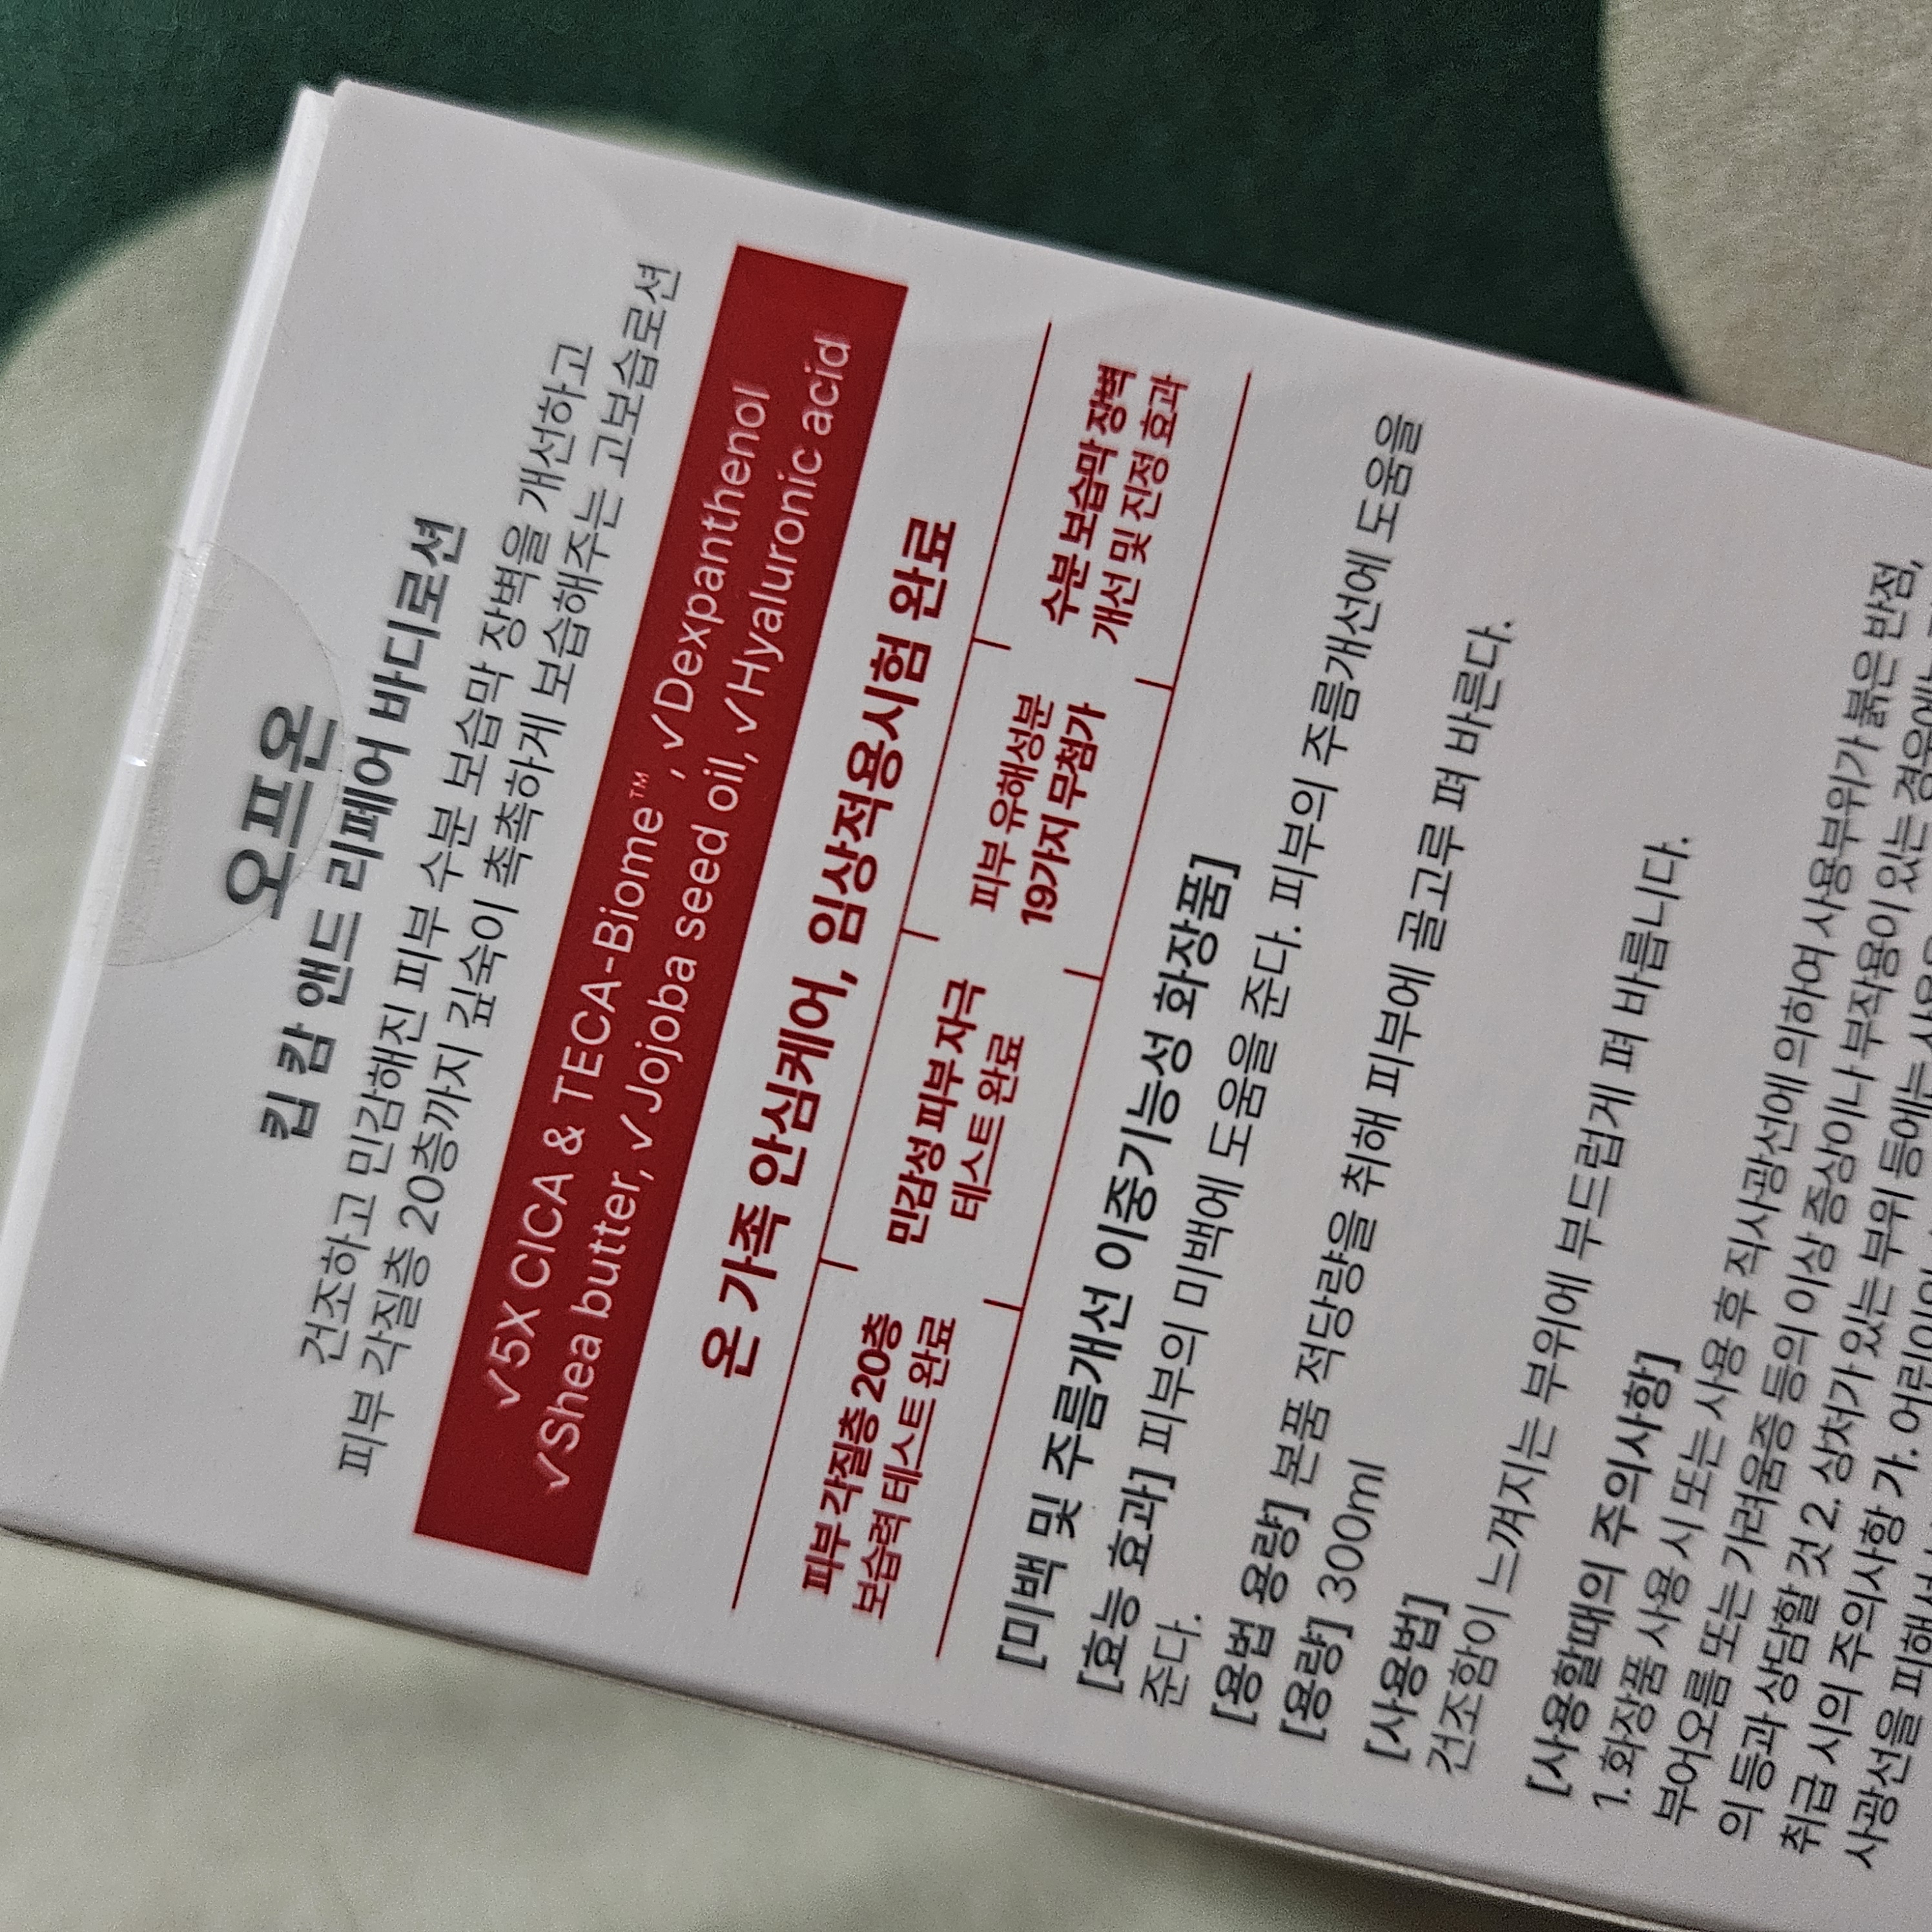 오프온
킵 캄 앤드 리페어 바디로션
건조하고 민감해진 피부 수분 보습막 장벽을 개선하고
피부 각질층 20층까지 깊숙이 촉촉하게 보습해주는 고보습로션
✓5X CICA & TECA-Biome™, ✓Dexpanthenol
✓Shea butter, ✓Jojoba seed oil, ✓Hyaluronic acid
온 가족 안심케어, 임상적용시험 완료
피부 각질층 20층
보습력 테스트 완료
민감성 피부 자극
테스트 완료
피부 유해성분
19가지 무첨가
수분 보습막 장벽
개선 및 진정 효과
[미백 및 주름개선 이중기능성 화장품]
[효능 효과] 피부의 미백에 도움을 준다. 피부의 주름개선에 도움을
준다.
[용법 용량] 본품 적당량을 취해 피부에 골고루 펴 바른다.
[용량] 300ml
[사용법]
건조함이 느껴지는 부위에 부드럽게 펴 바릅니다.
[사용할때의 주의사항]
1. 화장품 사용 시 또는 사용 후 직사광선에 의하여 사용부위가 붉은 반점,
부어오름 또는 가려움증 등의 이상 증상이나 부작용이 있는 경우에는
의 등과 상담할 것 2. 상처가 있는 부위 등에는
취급 시의 주의사항 가. 어린이의
사광선을 피해서